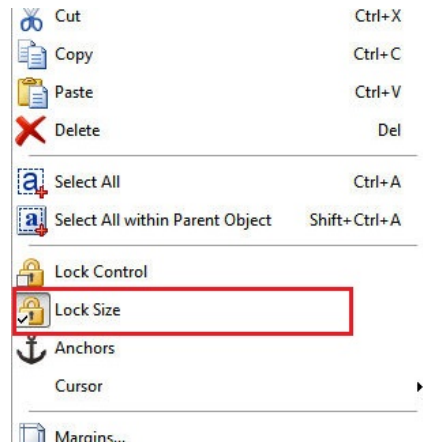 Cut Ctrl+X
Copy Ctrl+C
Paste Ctrl+V
Delete Del
Select All Ctrl+A
Select All within Parent Object Shift+Ctrl+A
Lock Control
Lock Size
Anchors
Cursor
Margins...